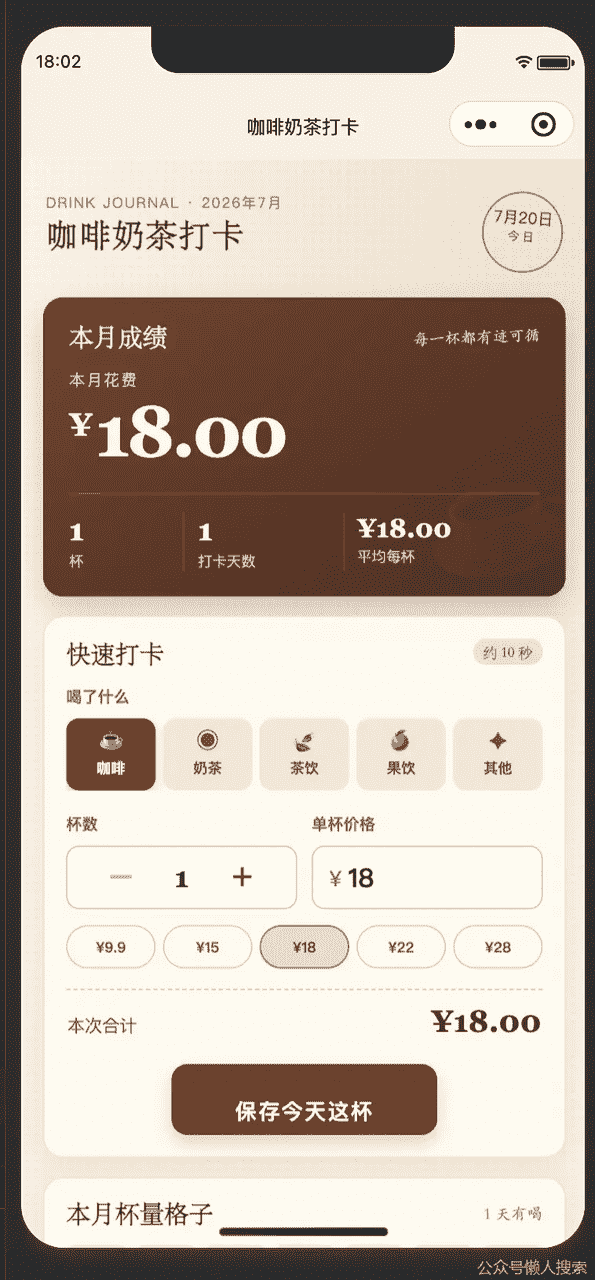 18:02
咖啡奶茶打卡
DRINK JOURNAL · 2026年7月
咖啡奶茶打卡
7月20日
今日
本月成绩
每一杯都有迹可循
本月花费
¥18.00
1
杯
1
打卡天数
¥18.00
平均每杯
快速打卡
约 10 秒
喝了什么
咖啡
奶茶
茶饮
果饮
其他
杯数
单杯价格
— 1 +
¥ 18
¥9.9
¥15
¥18
¥22
¥28
本次合计
¥18.00
保存今天这杯
本月杯量格子
1 天有喝
公众号懒人搜索